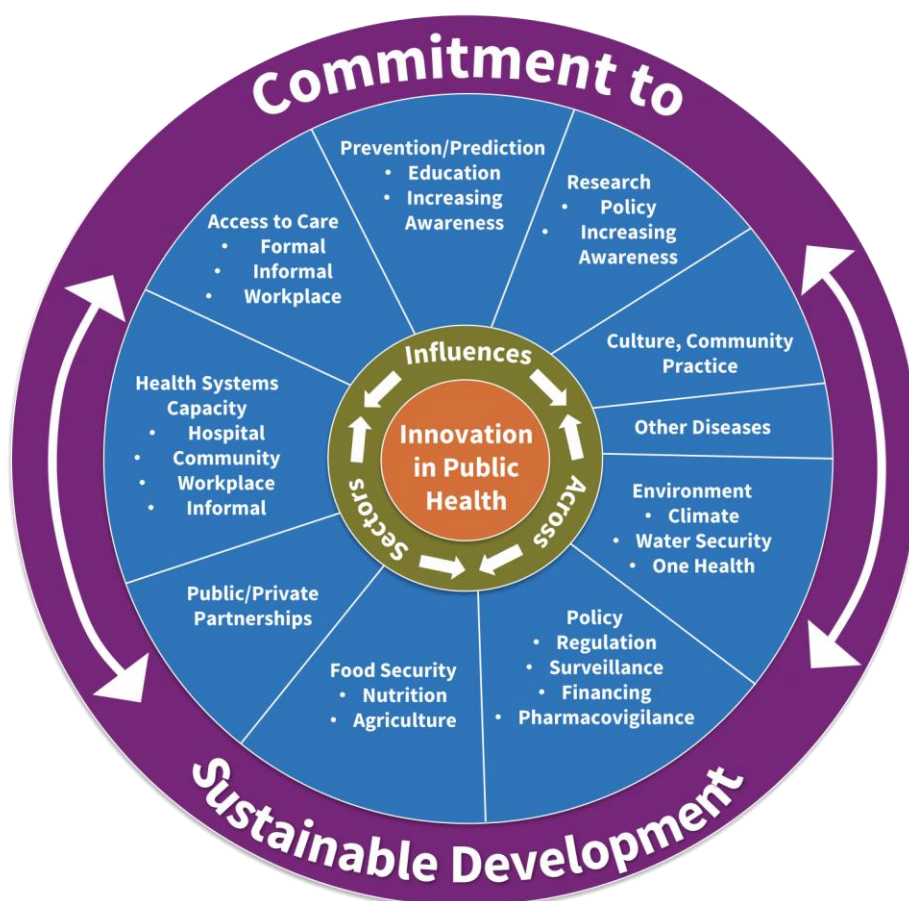 Commitment to
Prevention/Prediction
• Education
• Increasing
Awareness
Research
• Policy
• Increasing
Awareness
Culture, Community
Practice
Other Diseases
Environment
• Climate
• Water Security
• One Health
Policy
• Regulation
• Surveillance
• Financing
• Pharmacovigilance
Food Security
• Nutrition
• Agriculture
Public/Private
Partnerships
Health Systems
Capacity
• Hospital
• Community
• Workplace
• Informal
Access to Care
• Formal
• Informal
• Workplace
Influences
Across
Sectors
Innovation
in Public
Health
Sustainable Development